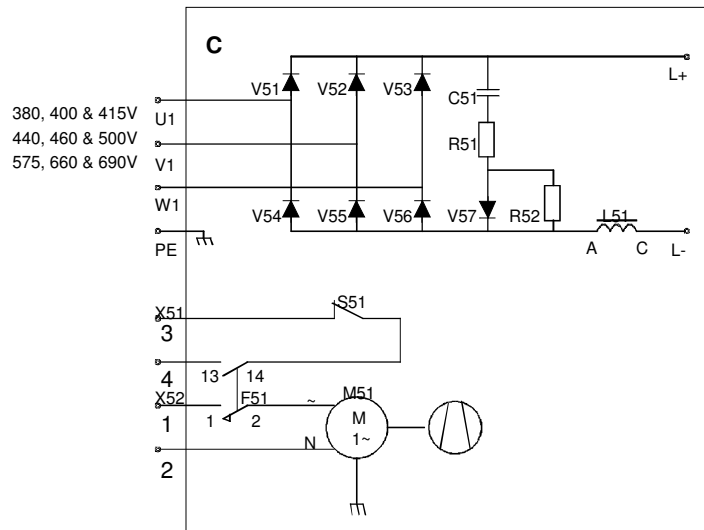 C
V51 V52 V53
C51
L+
380, 400 & 415V
U1
440, 460 & 500V
R51
V1
575, 660 & 690V
W1
V54 V55 V56 V57 R52 L51
PE
A C L-
X51
S51
3
4
13 14
X52
F51
~
M51
1
1 2
M
1~
N
2